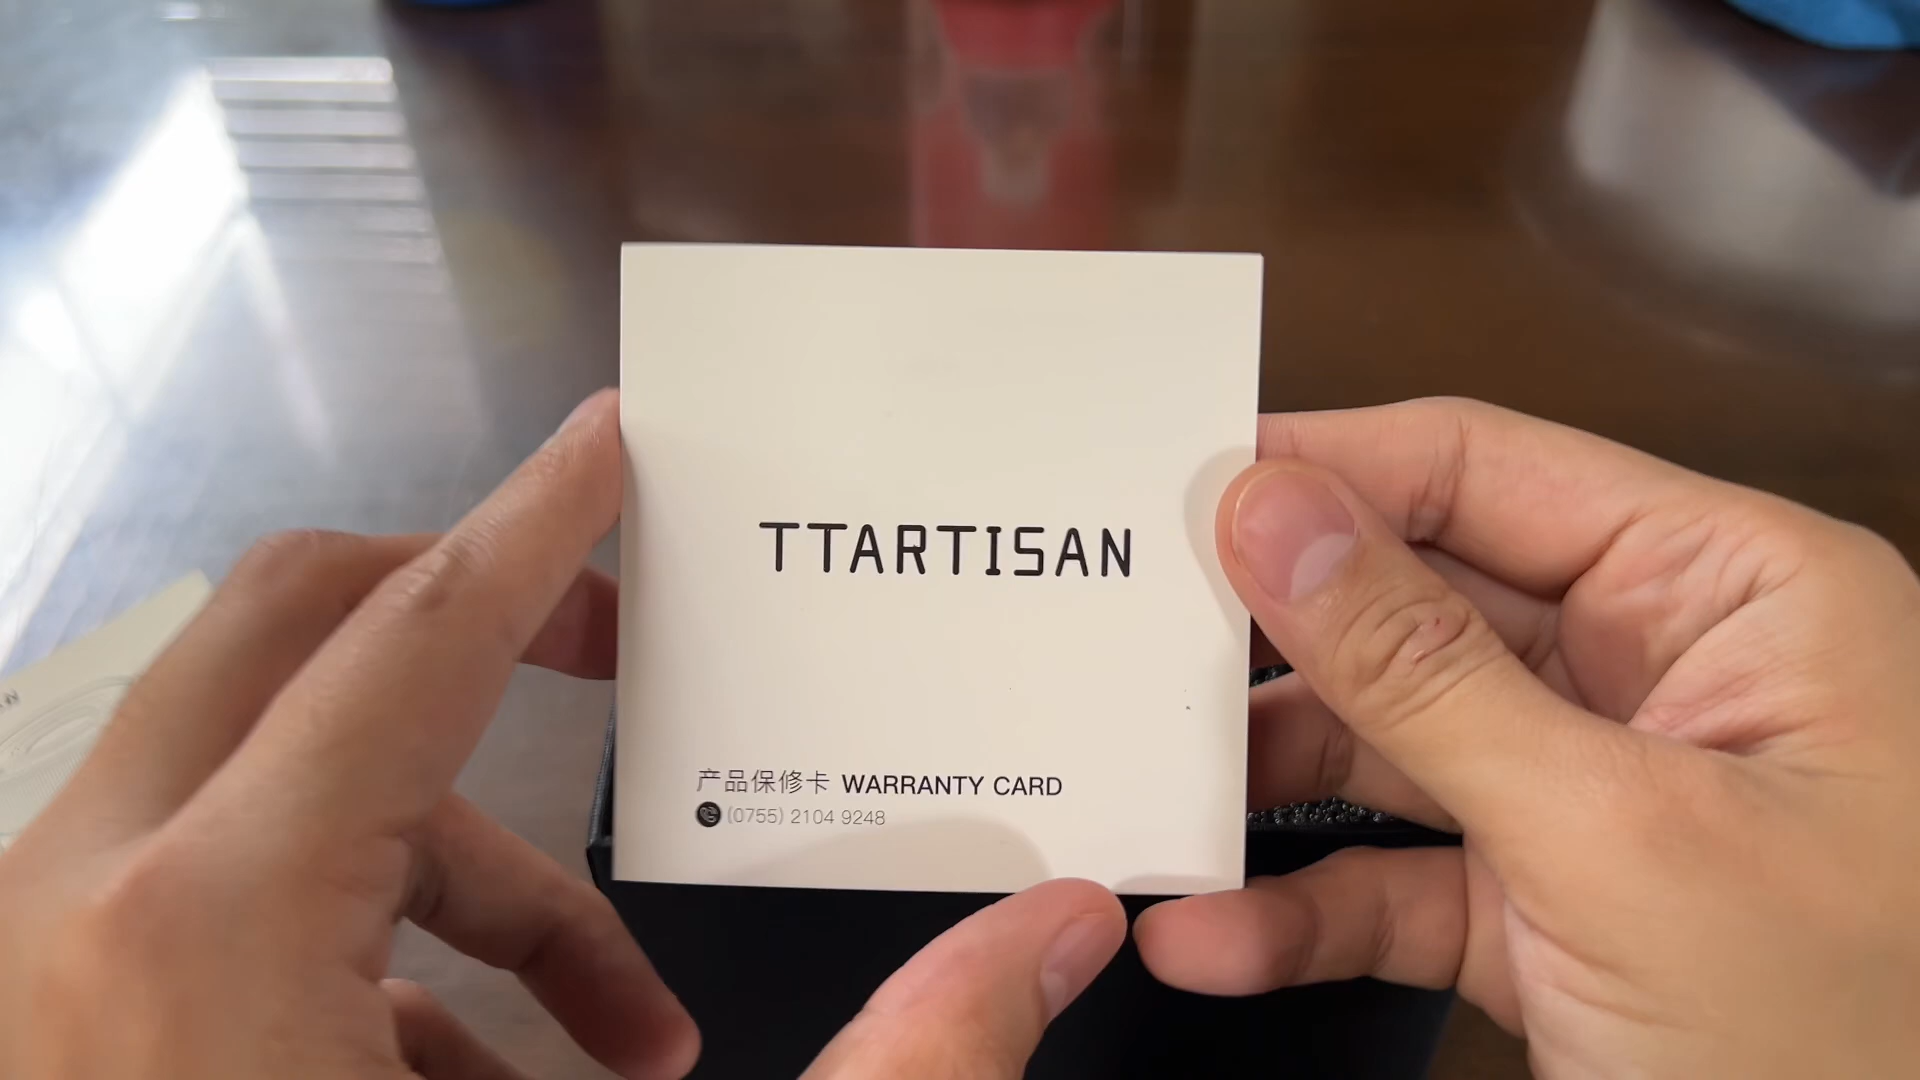 TTARTISAN
产品保修卡 WARRANTY CARD
(0755) 2104 9248